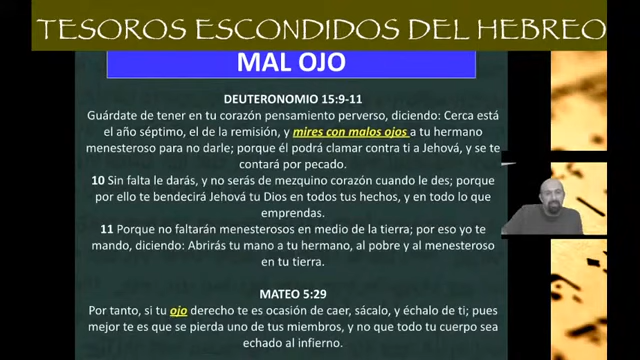 TESOROS ESCONDIDOS DEL HEBREO
MAL OJO
DEUTERONOMIO 15:9-11
Guárdate de tener en tu corazón pensamiento perverso, diciendo: Cerca está
el año séptimo, el de la remisión, y mires con malos ojos a tu hermano
menesteroso para no darle; porque él podrá clamar contra ti a Jehová, y se te
contará por pecado.
10 Sin falta le darás, y no serás de mezquino corazón cuando le des; porque
por ello te bendecirá Jehová tu Dios en todos tus hechos, y en todo lo que
emprendas.
11 Porque no faltarán menesterosos en medio de la tierra; por eso yo te
mando, diciendo: Abrirás tu mano a tu hermano, al pobre y al menesteroso
en tu tierra.
MATEO 5:29
Por tanto, si tu ojo derecho te es ocasión de caer, sácalo, y échalo de ti; pues
mejor te es que se pierda uno de tus miembros, y no que todo tu cuerpo sea
echado al infierno.